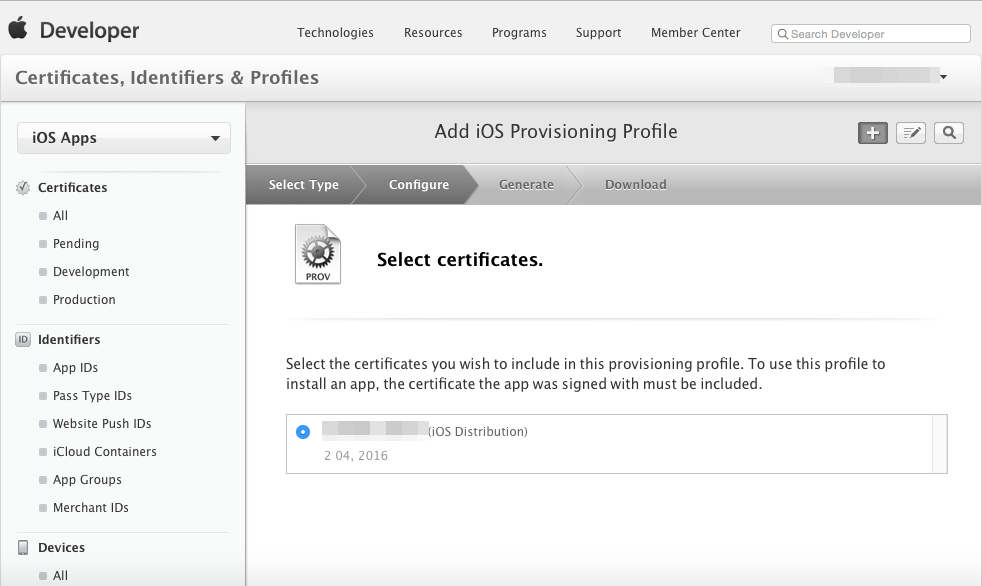 Developer
Technologies
Resources
Programs
Support
Member Center
Search Developer
Certificates, Identifiers & Profiles
iOS Apps
Add iOS Provisioning Profile
Select Type
Configure
Generate
Download
Certificates
All
Pending
Development
Production
Identifiers
App IDs
Pass Type IDs
Website Push IDs
iCloud Containers
App Groups
Merchant IDs
Devices
All
PROV
Select certificates.
Select the certificates you wish to include in this provisioning profile. To use this profile to
install an app, the certificate the app was signed with must be included.
(iOS Distribution)
2 04, 2016
ID